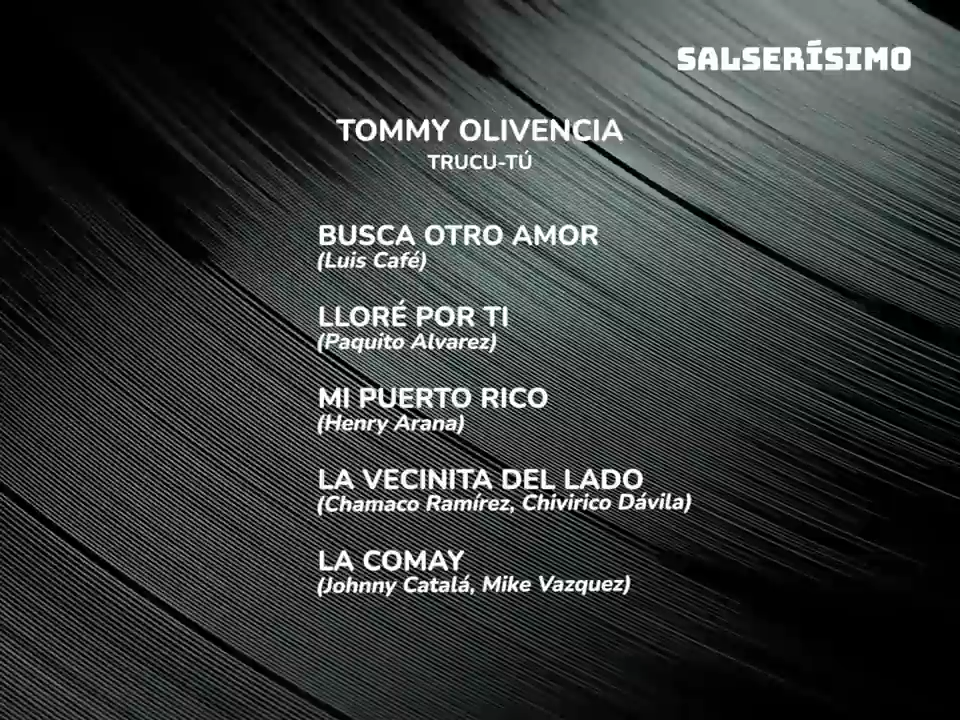 SALSERÍSIMO
TOMMY OLIVENCIA
TRUCU-TÚ
BUSCA OTRO AMOR
(Luis Café)
LLORÉ POR TI
(Paquito Alvarez)
MI PUERTO RICO
(Henry Arana)
LA VECINITA DEL LADO
(Chamaco Ramírez, Chivirico Dávila)
LA COMAY
(Johnny Catalá, Mike Vazquez)